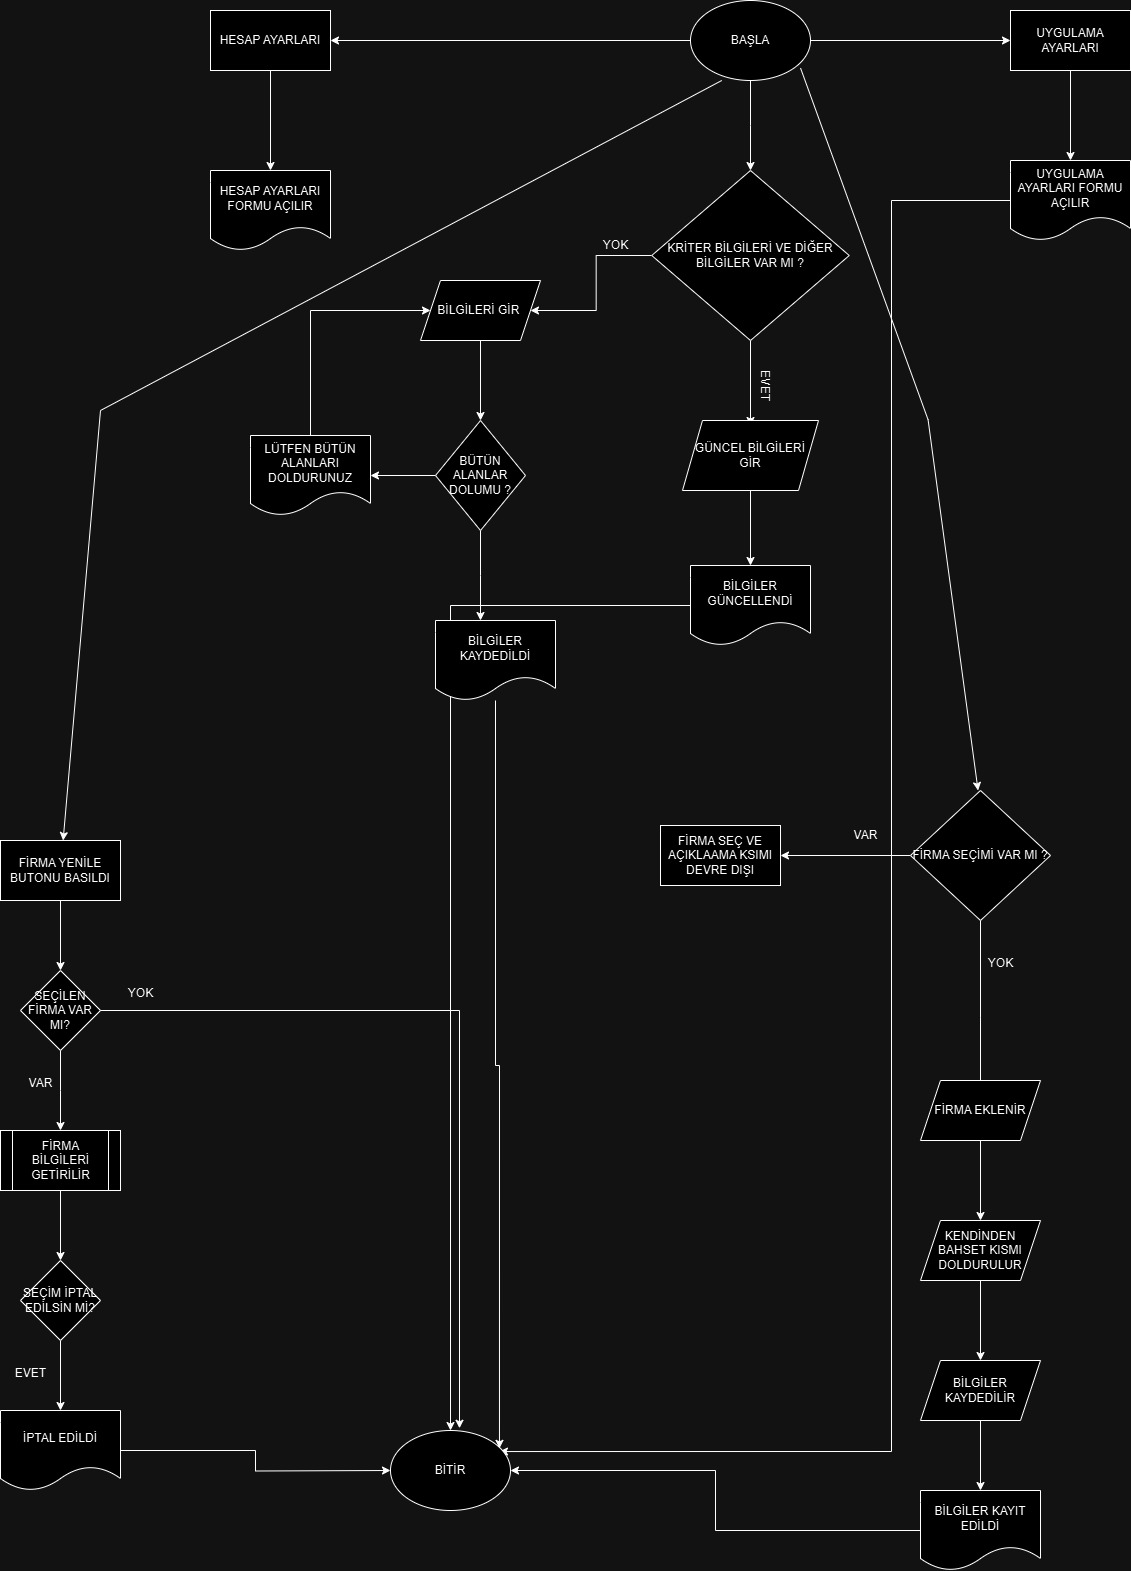 HESAP AYARLARI
BAŞLA
UYGULAMA
AYARLARI
HESAP AYARLARI
FORMU AÇILIR
UYGULAMA
AYARLARI FORMU
AÇILIR
YOK
KRİTER BİLGİLERİ VE DİĞER
BİLGİLER VAR MI ?
BİLGİLERİ GİR
EVET
LÜTFEN BÜTÜN
ALANLARI
DOLDURUNUZ
BÜTÜN
ALANLAR
DOLUMU ?
GÜNCEL BİLGİLERİ
GİR
BİLGİLER
GÜNCELLENDİ
BİLGİLER
KAYDEDİLDİ
FİRMA YENİLE
BUTONU BASILDI
FİRMA SEÇ VE
AÇIKLAAMA KSIMI
DEVRE DIŞI
VAR
FİRMA SEÇİMİ VAR MI ?
YOK
SEÇİLEN
FİRMA VAR
MI?
YOK
VAR
FİRMA
BİLGİLERİ
GETİRİLİR
FİRMA EKLENİR
KENDİNDEN
BAHSET KISMI
DOLDURULUR
SEÇİM İPTAL
EDİLSİN Mİ?
EVET
BİLGİLER
KAYDEDİLİR
İPTAL EDİLDİ
BİTİR
BİLGİLER KAYIT
EDİLDİ